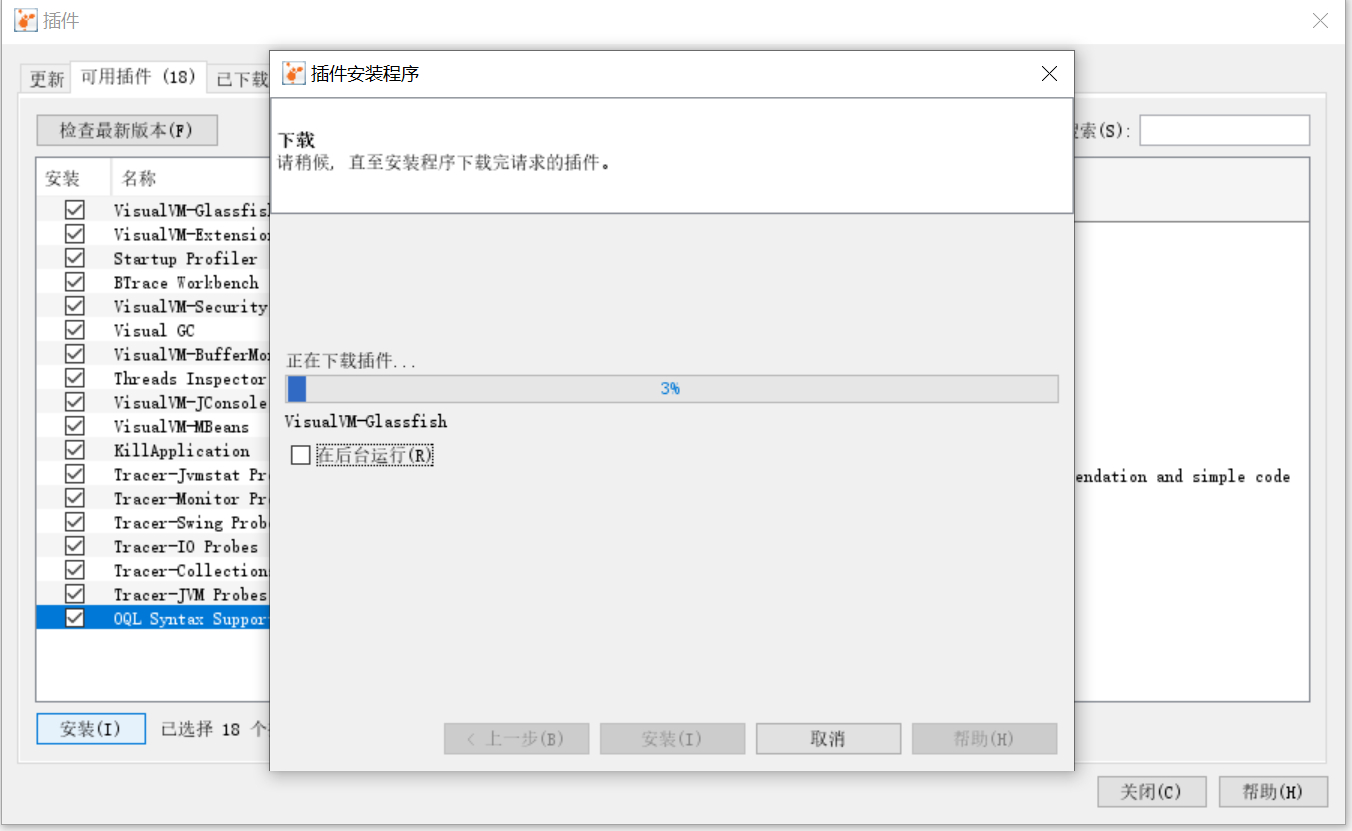 插件
插件安装程序
更新
可用插件 (18)
已下载
检查最新版本(F)
索(S):
下载
请稍候, 直至安装程序下载完请求的插件。
安装
名称
VisualVM-Glassfish
VisualVM-Extension
Startup Profiler
BTrace Workbench
VisualVM-Security
Visual GC
VisualVM-BufferMo
Threads Inspector
VisualVM-JConsole
VisualVM-MBeans
KillApplication
Tracer-Jvmstat Pr
Tracer-Monitor Pr
Tracer-Swing Prob
Tracer-IO Probes
Tracer-Collection
Tracer-JVM Probes
OQL Syntax Suppor
正在下载插件...
3%
VisualVM-Glassfish
在后台运行(R)
endation and simple code
安装(I)
已选择 18 个
< 上一步(B)
安装(I)
取消
帮助(H)
关闭(C)
帮助(H)